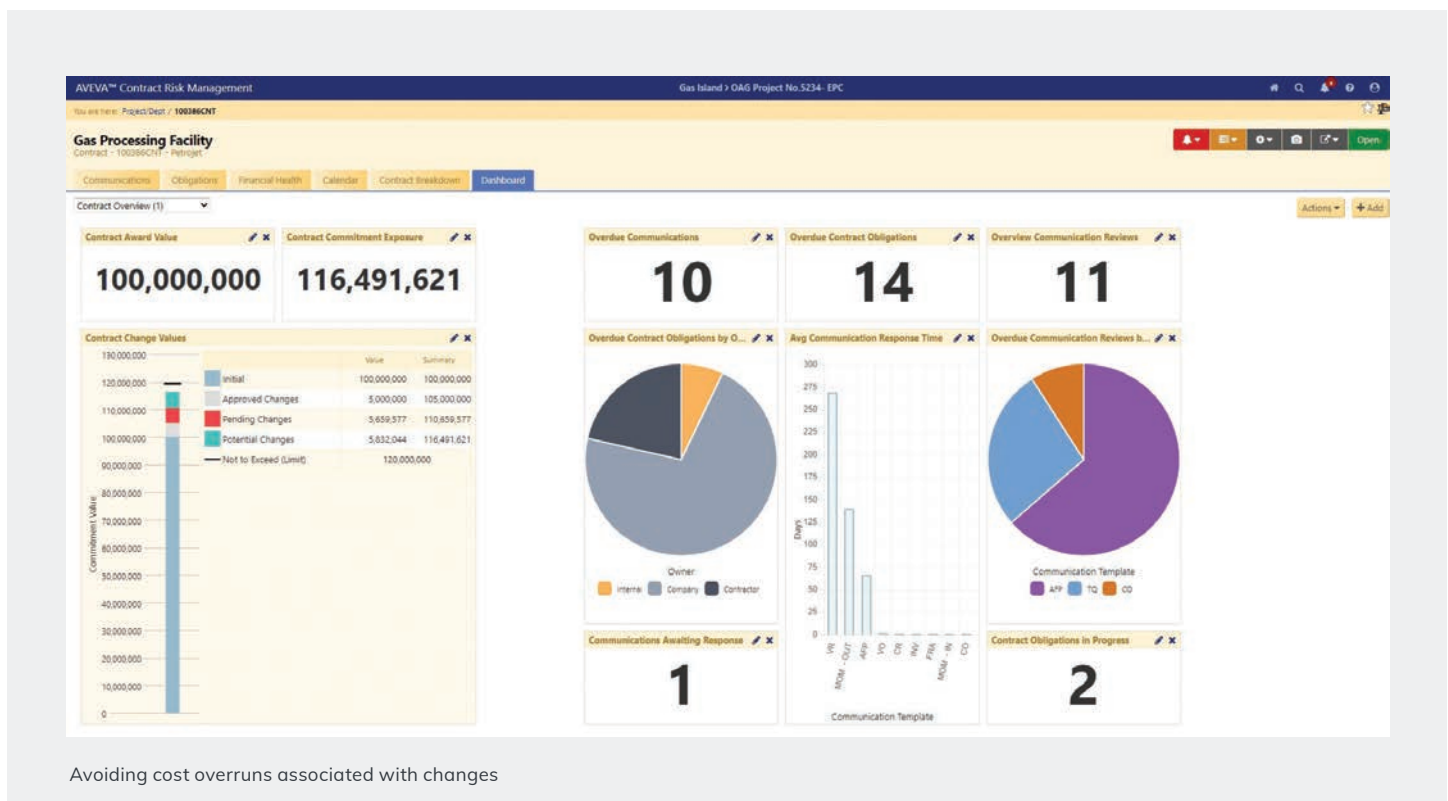 AVEVA™ Contract Risk Management
Gas Island > OAG Project No.5234- EPC
You are here: Project/Dept / 100386CNT
Gas Processing Facility
Contract - 100386CNT - Petrojet
Open
Communications Obligations Financial Health Calendar Contract Breakdown Dashboard
Contract Overview (1)
Actions
+ Add
Contract Award Value
100,000,000
Contract Commitment Exposure
116,491,621
Contract Change Values
130,000,000
120,000,000
110,000,000
100,000,000
90,000,000
80,000,000
70,000,000
60,000,000
50,000,000
40,000,000
30,000,000
20,000,000
10,000,000
0
Commitment Value
Value Summary
Initial 100,000,000 100,000,000
Approved Changes 5,000,000 105,000,000
Pending Changes 5,659,577 110,659,577
Potential Changes 5,832,044 116,491,621
Not to Exceed (Limit) 120,000,000
Overdue Communications
10
Overdue Contract Obligations
14
Overview Communication Reviews
11
Overdue Contract Obligations by O...
Owner
Internal Company Contractor
Avg Communication Response Time
300
275
250
225
200
175
150
125
100
75
50
25
0
Days
VR
MOM - OUT
AFP
VO
CR
INV
FRA
MOM - IN
CO
Communication Template
Overdue Communication Reviews b...
Communication Template
AFP TQ CO
Communications Awaiting Response
1
Contract Obligations in Progress
2
Avoiding cost overruns associated with changes